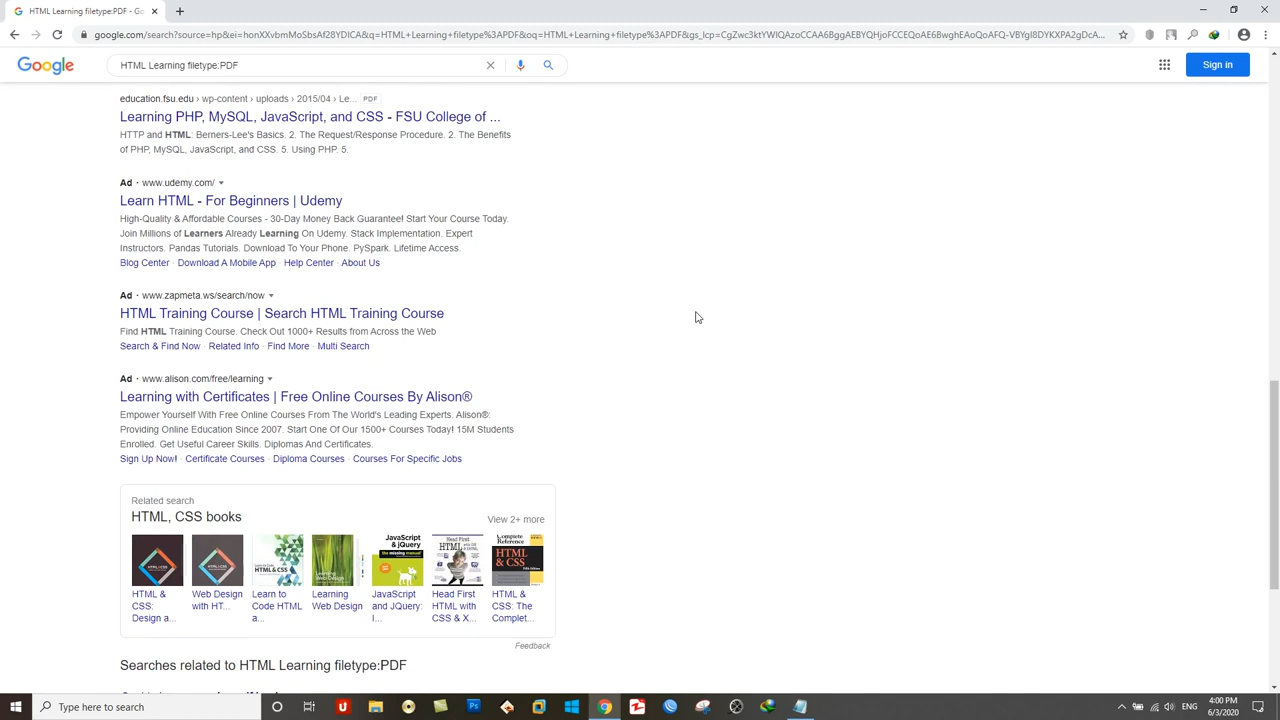 HTML Learning filetype:PDF - Go
google.com/search?source=hp&ei=honXXvbmMoSbsAf28YDICA&q=HTML+Learning+filetype%3APDF&oq=HTML+Learning+filetype%3APDF&gs_lcp=CgZwc3ktYWIQAzoCCAA6BggAEBYQHjoFCCEQoAE6BwghEAoQoAFQ-VBYgI8DYKXPA2gDcA...
Google
HTML Learning filetype:PDF
Sign in
education.fsu.edu › wp-content › uploads › 2015/04 › Le... PDF
Learning PHP, MySQL, JavaScript, and CSS - FSU College of ...
HTTP and HTML: Berners-Lee's Basics. 2. The Request/Response Procedure. 2. The Benefits
of PHP, MySQL, JavaScript, and CSS. 5. Using PHP. 5.
Ad · www.udemy.com/
Learn HTML - For Beginners | Udemy
High-Quality & Affordable Courses - 30-Day Money Back Guarantee! Start Your Course Today.
Join Millions of Learners Already Learning On Udemy. Stack Implementation. Expert
Instructors. Pandas Tutorials. Download To Your Phone. PySpark. Lifetime Access.
Blog Center · Download A Mobile App · Help Center · About Us
Ad · www.zapmeta.ws/search/now
HTML Training Course | Search HTML Training Course
Find HTML Training Course. Check Out 1000+ Results from Across the Web
Search & Find Now · Related Info · Find More · Multi Search
Ad · www.alison.com/free/learning
Learning with Certificates | Free Online Courses By Alison®
Empower Yourself With Free Online Courses From The World's Leading Experts. Alison®:
Providing Online Education Since 2007. Start One Of Our 1500+ Courses Today! 15M Students
Enrolled. Get Useful Career Skills. Diplomas And Certificates.
Sign Up Now! · Certificate Courses · Diploma Courses · Courses For Specific Jobs
Related search
HTML, CSS books
View 2+ more
HTML & CSS: Design a...
Web Design with HT...
Learn to Code HTML a...
Learning Web Design
JavaScript and JQuery: I...
Head First HTML with CSS & X...
HTML & CSS: The Complet...
Feedback
Searches related to HTML Learning filetype:PDF
Type here to search
ENG
4:00 PM
6/3/2020